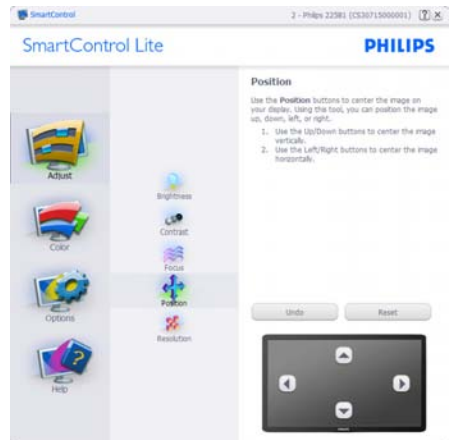 SmartControl
2 - Philips 225B1 (CS30715000001)
SmartControl Lite
PHILIPS
Adjust
Color
Options
Help
Brightness
Contrast
Focus
Position
Resolution
Position
Use the Position buttons to center the image on
your display. Using this tool, you can position the image
up, down, left, or right.
1. Use the Up/Down buttons to center the image
vertically.
2. Use the Left/Right buttons to center the image
horizontally.
Undo
Reset